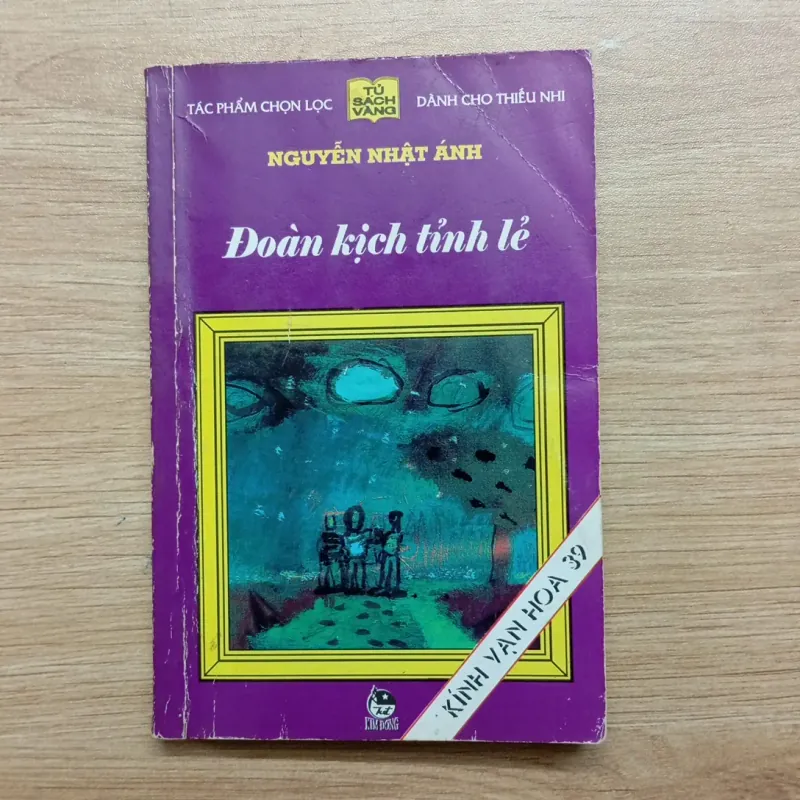 TÁC PHẨM CHỌN LỌC
TỦ
SÁCH
VÀNG
DÀNH CHO THIẾU NHI
NGUYỄN NHẬT ÁNH
Đoàn kịch tỉnh lẻ
KÍNH VẠN HOA 39
KIM ĐỒNG